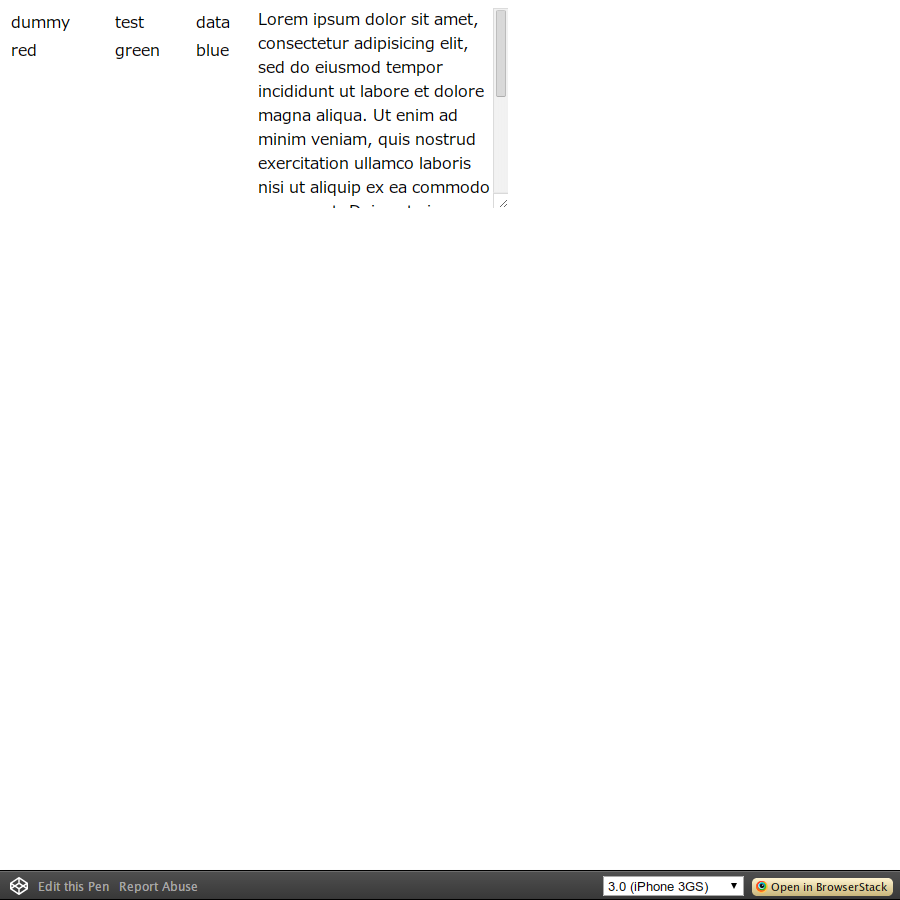 dummy test data
red green blue
Lorem ipsum dolor sit amet,
consectetur adipisicing elit,
sed do eiusmod tempor
incididunt ut labore et dolore
magna aliqua. Ut enim ad
minim veniam, quis nostrud
exercitation ullamco laboris
nisi ut aliquip ex ea commodo
Edit this Pen Report Abuse 3.0 (iPhone 3GS) Open in BrowserStack